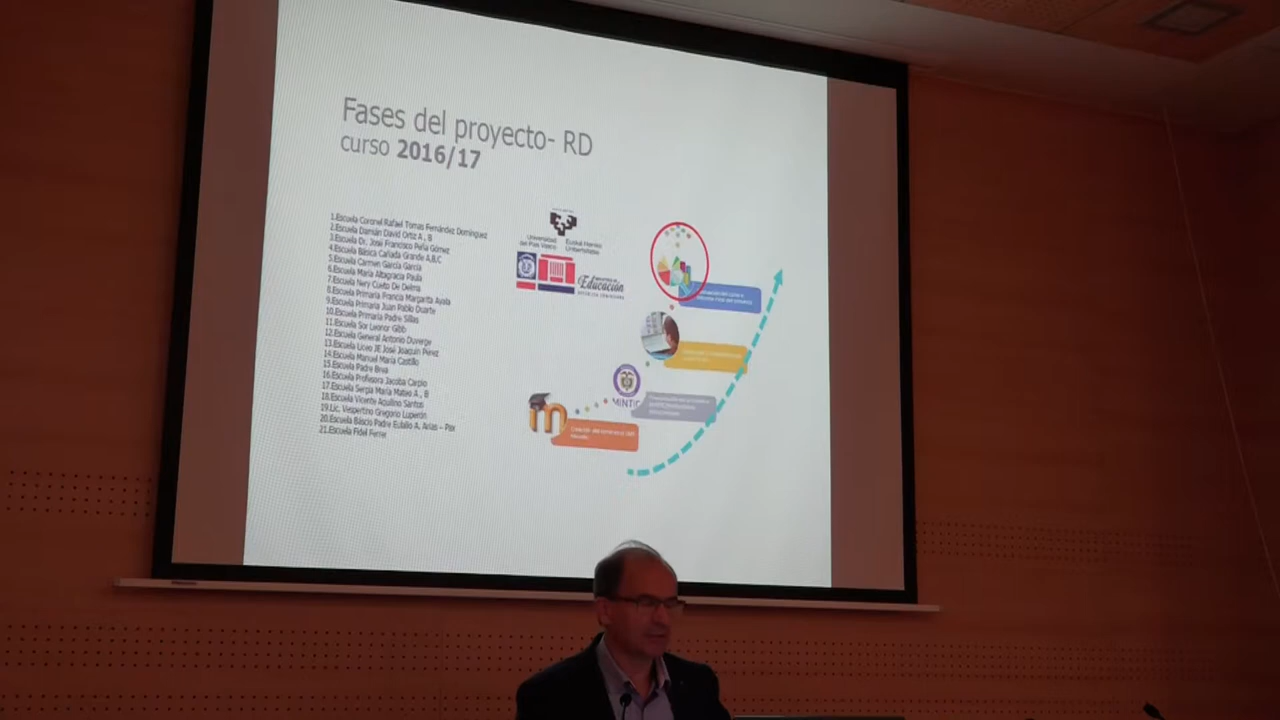 Fases del proyecto- RD
curso 2016/17
1.Escuela Coronel Rafael Tomas Fernández Domínguez
2.Escuela Damián David Ortiz A , B
3.Escuela Dr. José Francisco Peña Gómez
4.Escuela Básica Cañada Grande A,B,C
5.Escuela Carmen García García
6.Escuela María Altagracia Paula
7.Escuela Nery Cueto De Delma
8.Escuela Primaria Francia Margarita Ayala
9.Escuela Primaria Juan Pablo Duarte
10.Escuela Primaria Padre Sillas
11.Escuela Sor Leonor Gibb
12.Escuela General Antonio Duverge
13.Escuela Liceo JE José Joaquín Pérez
14.Escuela Manuel María Castillo
15.Escuela Padre Brea
16.Escuela Profesora Jacoba Carpio
17.Escuela Sergia María Mateo A , B
18.Escuela Vicente Aquilino Santos
19.Lic. Vespertino Gregorio Luperón
20.Escuela Báscio Padre Eulalio A. Arias – Pax
21.Escuela Fidel Ferrer
Universidad del País Vasco
Euskal Herriko Unibertsitatea
Educación
REPÚBLICA DOMINICANA
MINTIC